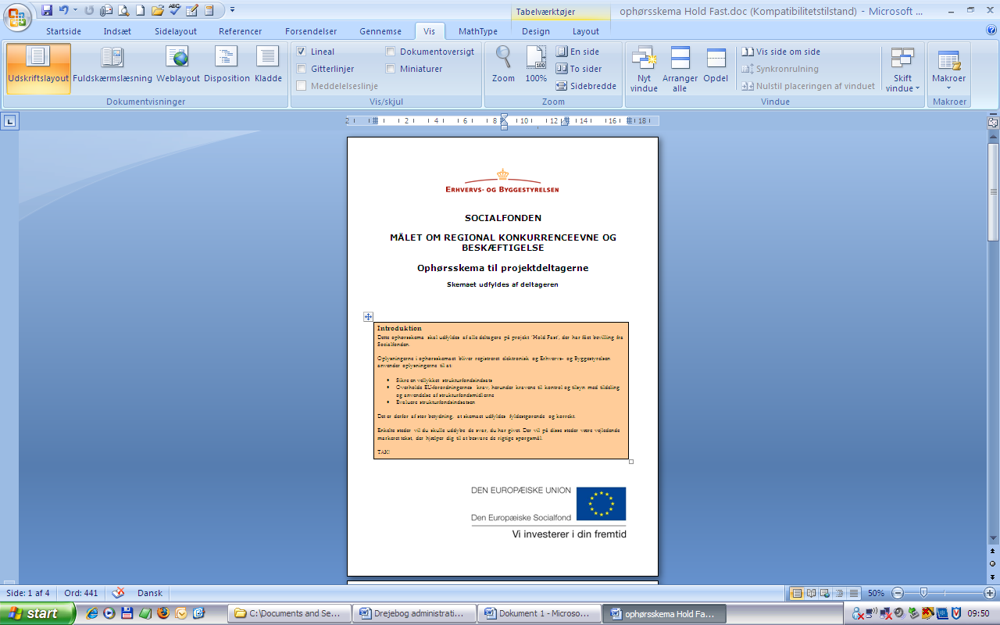 Tabelværktøjer
ophørsskema Hold Fast.doc (Kompatibilitetstilstand) - Microsoft ...
Startside Indsæt Sidelayout Referencer Forsendelser Gennemse Vis MathType Design Layout
Udskriftslayout Fuldskærmslæsning Weblayout Disposition Kladde
Dokumentvisninger
Lineal Dokumentoversigt
Gitterlinjer Miniaturer
Meddelelseslinje
Vis/skjul
Zoom 100%
En side
To sider
Sidebredde
Zoom
Nyt vindue
Arranger alle
Opdel
Vis side om side
Synkronrulning
Nulstil placeringen af vinduet
Skift vindue
Vindue
Makroer
Makroer
2 2 4 6 8 10 12 14 16 18
ERHVERVS- OG BYGGESTYRELSEN
SOCIALFONDEN
MÅLET OM REGIONAL KONKURRENCEEVNE OG
BESKÆFTIGELSE
Ophørsskema til projektdeltagerne
Skemaet udfyldes af deltageren
Introduktion
Dette ophørsskema skal udfyldes af alle deltagere på projekt "Hold Fast", der har fået bevilling fra
Socialfonden.
Oplysningerne i ophørsskemaet bliver registreret elektronisk og Erhvervs- og Byggestyrelsen
anvender oplysningerne til at:
• Sikre en vellykket strukturfondsindsats
• Overholde EU-forordningernes krav, herunder kravene til kontrol og tilsyn med tildeling
og anvendelse af strukturfondsmidlerne
• Evaluere strukturfondsindsatsen
Det er derfor af stor betydning, at skemaet udfyldes fyldestgørende og korrekt.
Enkelte steder vil du skulle uddybe de svar, du har givet. Der vil på disse steder være vejledende
markeret tekst, der hjælper dig til at besvare de rigtige spørgsmål.
TAK!
DEN EUROPÆISKE UNION
Den Europæiske Socialfond
Vi investerer i din fremtid
Side: 1 af 4 Ord: 441 Dansk 50%
start C:\Documents and Se... Drejebog administrati... Dokument 1 - Microso... ophørsskema Hold Fa... 09:50